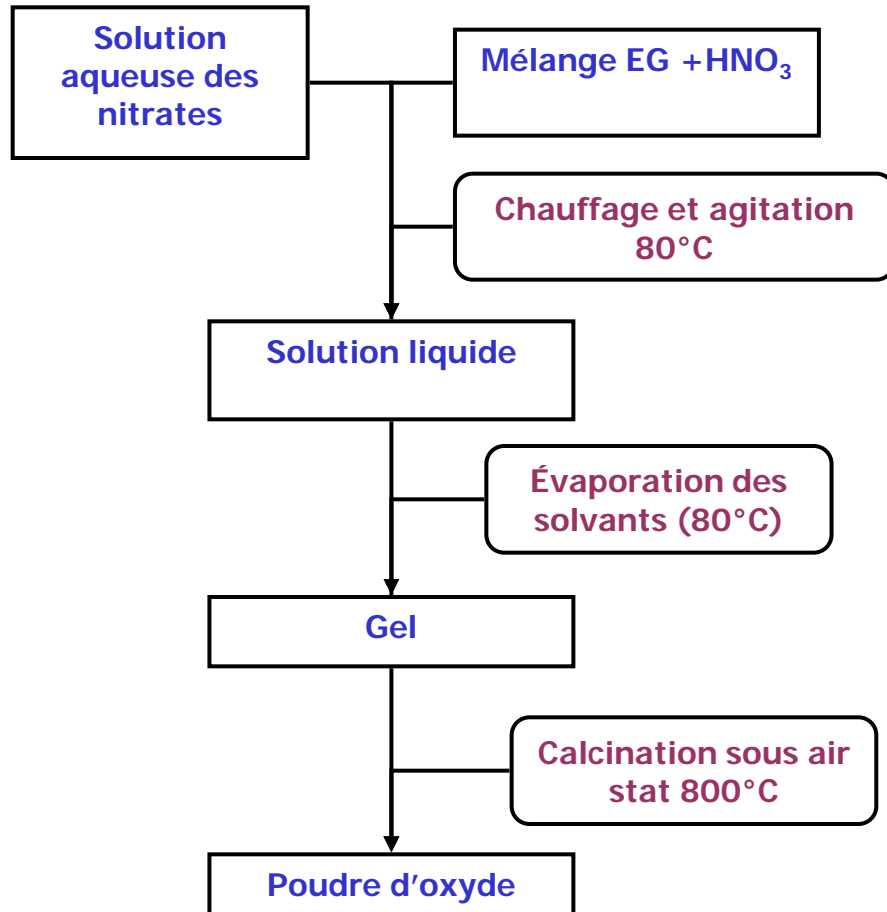 Solution
aqueuse des
nitrates
Mélange EG +HNO₃
Chauffage et agitation
80°C
Solution liquide
Évaporation des
solvants (80°C)
Gel
Calcination sous air
stat 800°C
Poudre d'oxyde